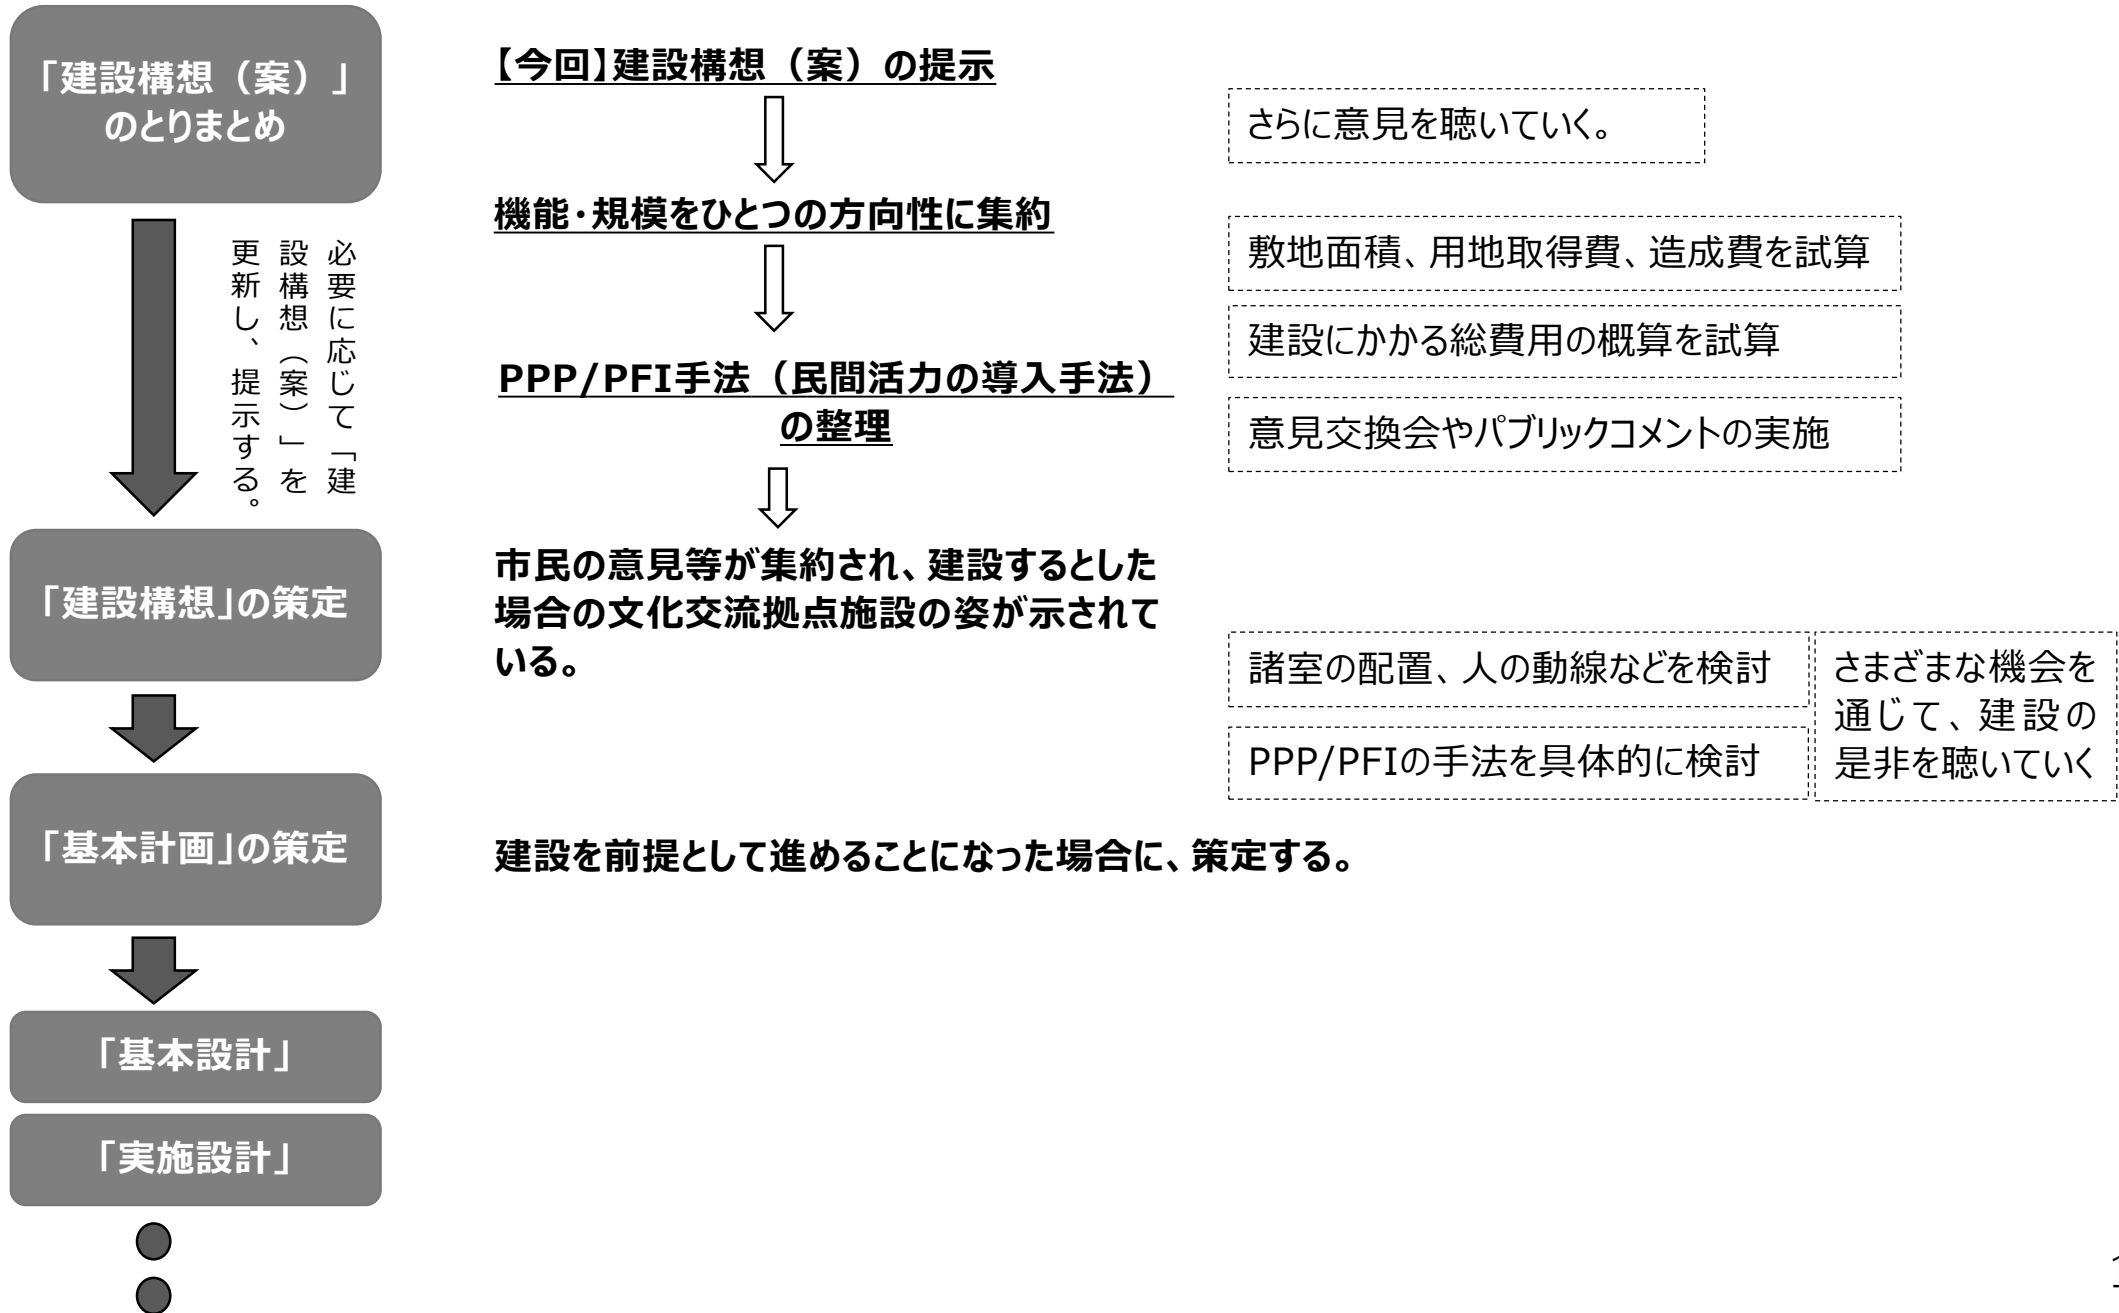 「建設構想（案）」
のとりまとめ
【今回】建設構想（案）の提示
さらに意見を聴いていく。
機能・規模をひとつの方向性に集約
必要に応じて「建
設構想（案）」を
更新し、提示する。
敷地面積、用地取得費、造成費を試算
建設にかかる総費用の概算を試算
PPP/PFI手法（民間活力の導入手法）
の整理
意見交換会やパブリックコメントの実施
「建設構想」の策定
市民の意見等が集約され、建設するとした
場合の文化交流拠点施設の姿が示されて
いる。
諸室の配置、人の動線などを検討
PPP/PFIの手法を具体的に検討
さまざまな機会を
通じて、建設の
是非を聴いていく
「基本計画」の策定
建設を前提として進めることになった場合に、策定する。
「基本設計」
「実施設計」